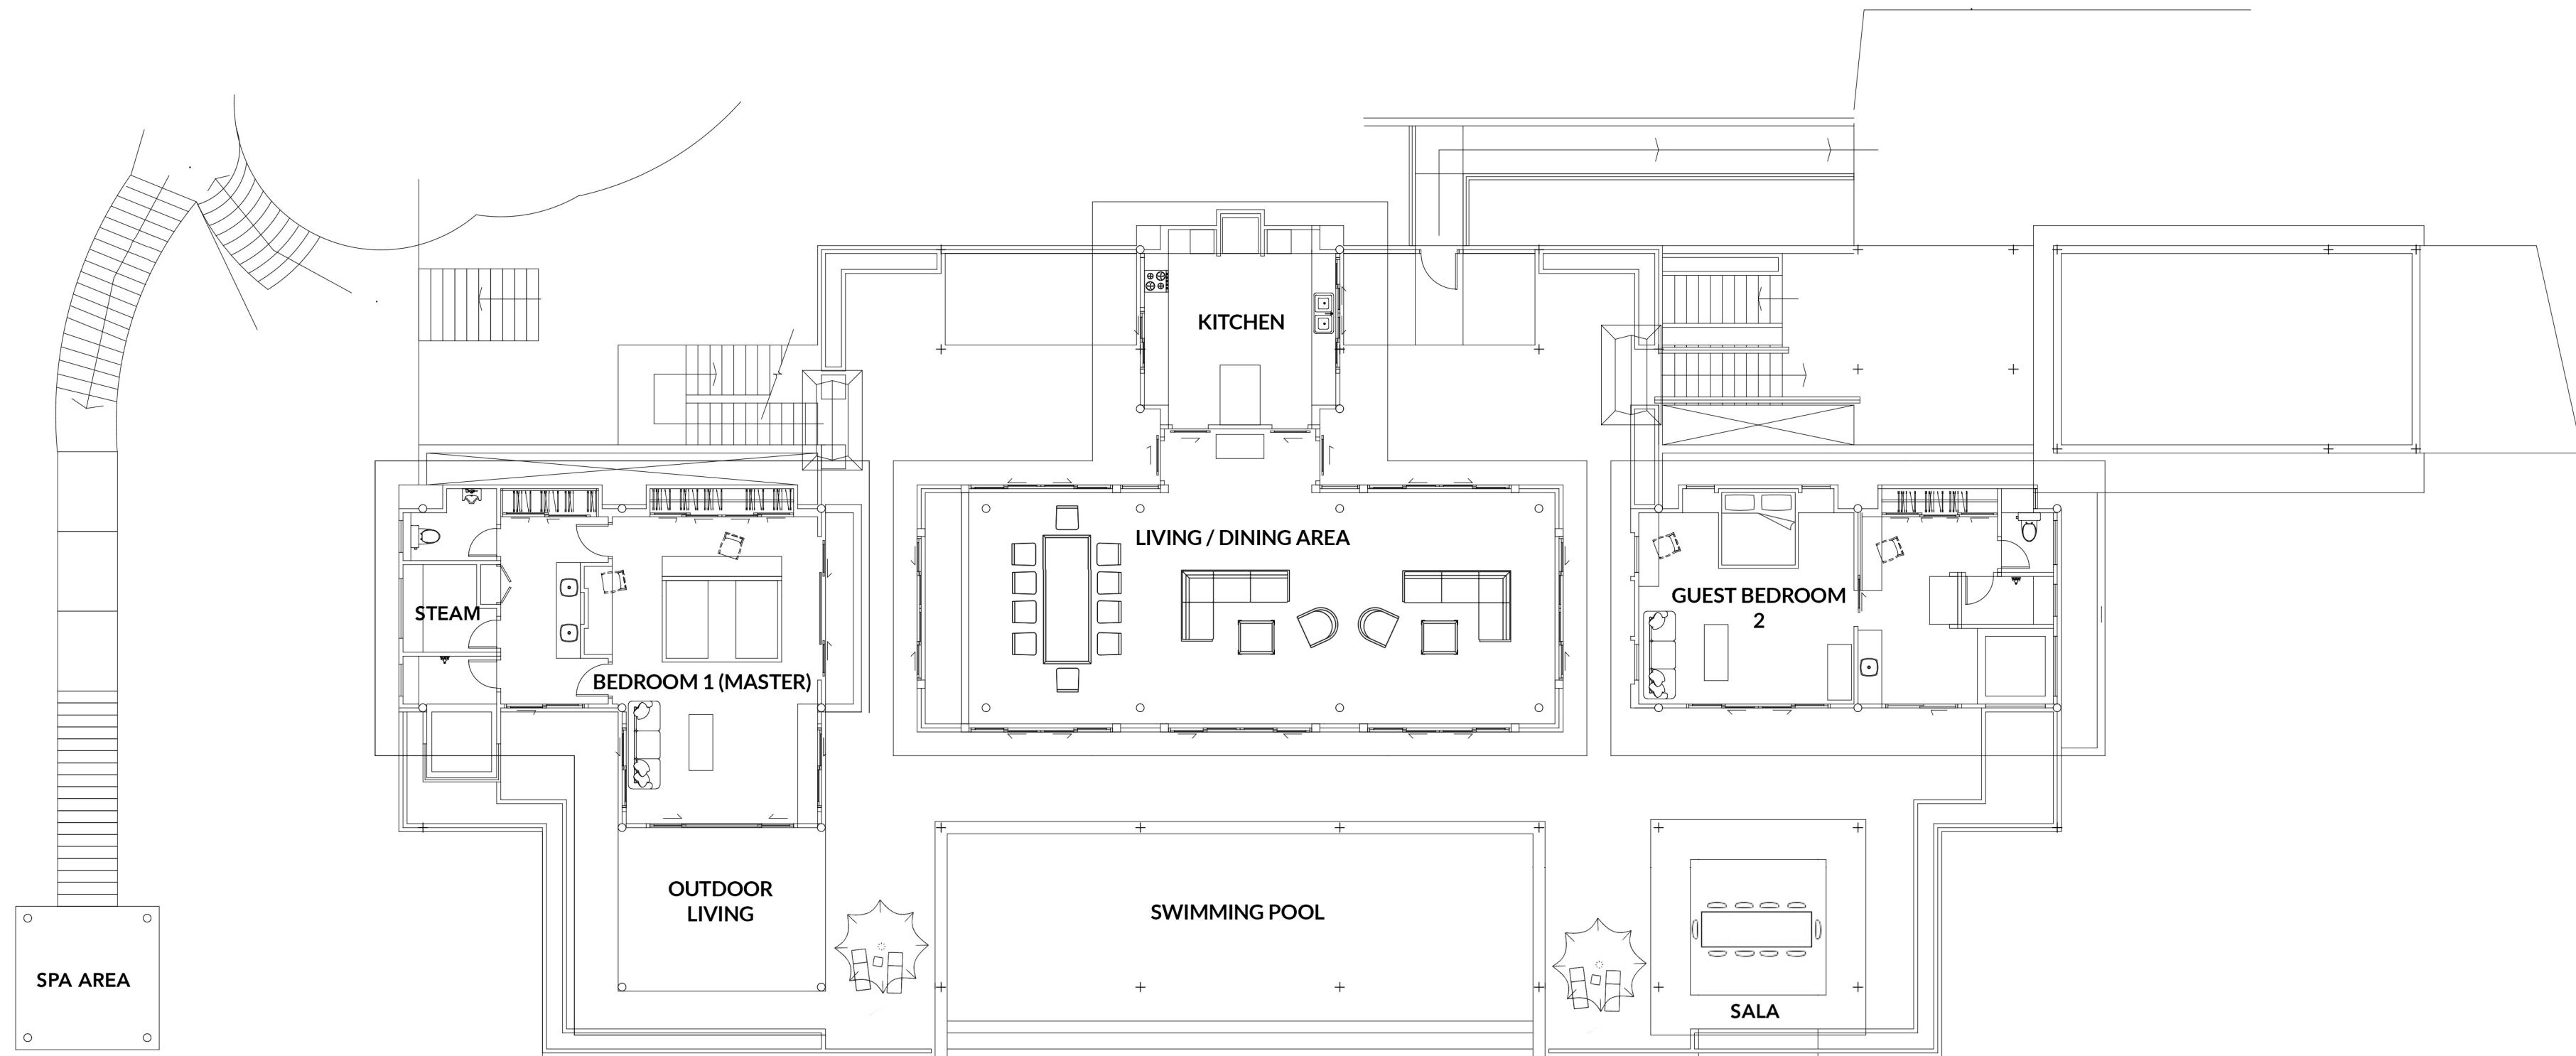 KITCHEN
LIVING / DINING AREA
GUEST BEDROOM
2
STEAM
BEDROOM 1 (MASTER)
OUTDOOR
LIVING
SWIMMING POOL
SPA AREA
SALA